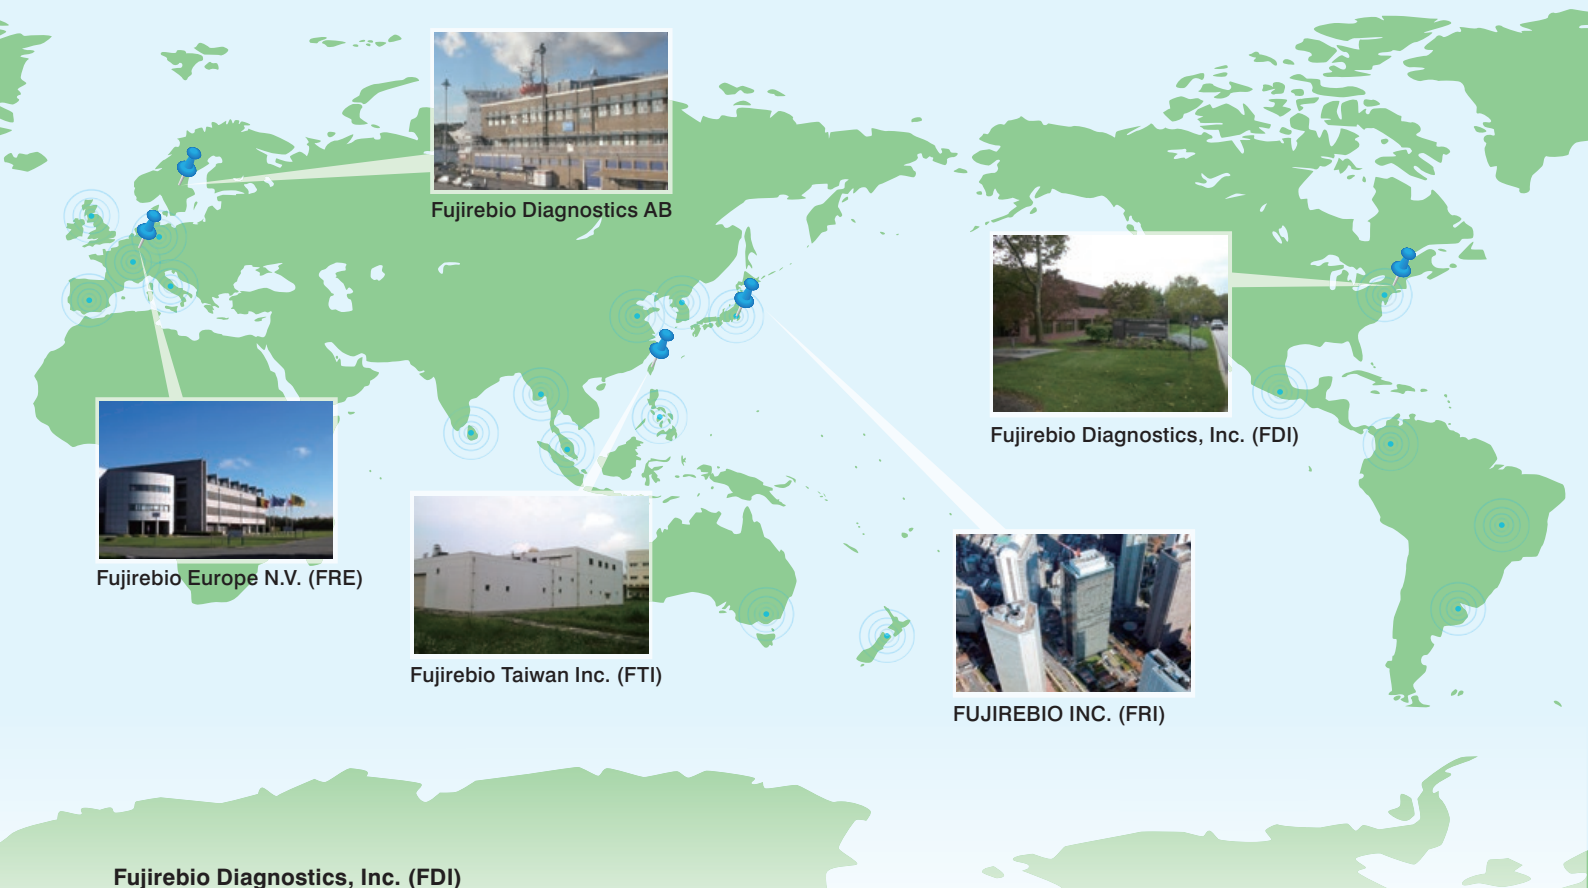 Fujirebio Diagnostics AB
Fujirebio Diagnostics, Inc. (FDI)
Fujirebio Europe N.V. (FRE)
Fujirebio Taiwan Inc. (FTI)
FUJIREBIO INC. (FRI)
Fujirebio Diagnostics, Inc. (FDI)